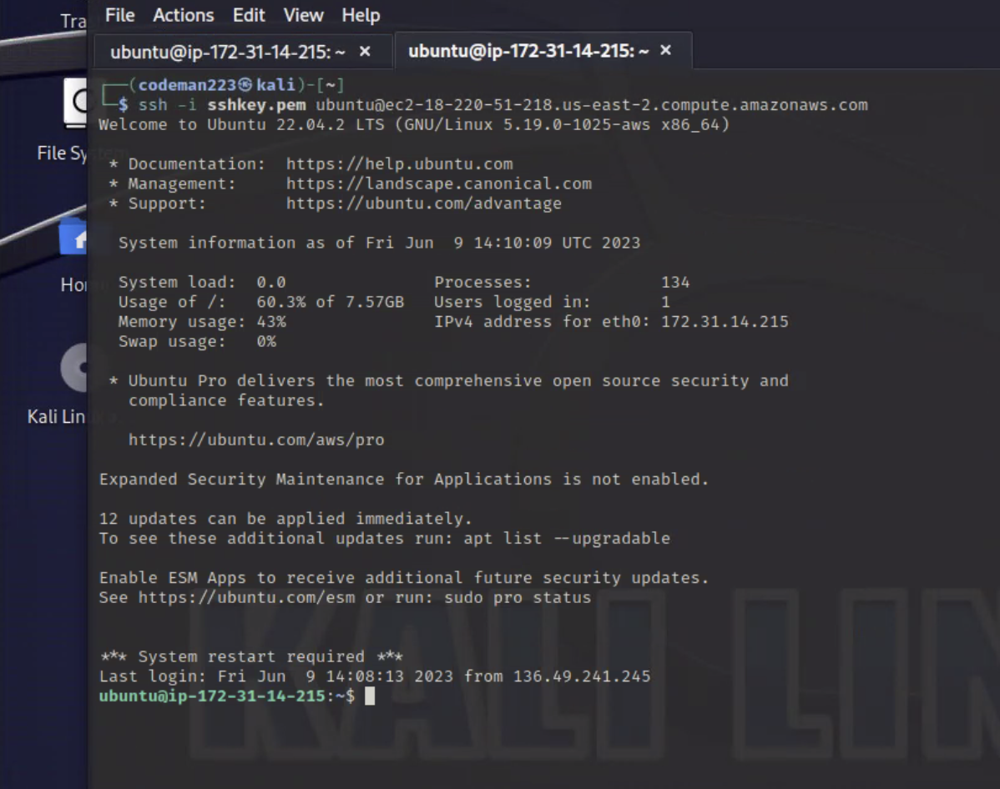 Tra
File Actions Edit View Help
ubuntu@ip-172-31-14-215: ~ × ubuntu@ip-172-31-14-215: ~ ×
┌──(codeman223㉿kali)-[~]
└─$ ssh -i sshkey.pem ubuntu@ec2-18-220-51-218.us-east-2.compute.amazonaws.com
Welcome to Ubuntu 22.04.2 LTS (GNU/Linux 5.19.0-1025-aws x86_64)
* Documentation: https://help.ubuntu.com
* Management: https://landscape.canonical.com
* Support: https://ubuntu.com/advantage
File System
System information as of Fri Jun 9 14:10:09 UTC 2023
System load: 0.0 Processes: 134
Home
Usage of /: 60.3% of 7.57GB Users logged in: 1
Memory usage: 43% IPv4 address for eth0: 172.31.14.215
Swap usage: 0%
* Ubuntu Pro delivers the most comprehensive open source security and
compliance features.
Kali Lin
https://ubuntu.com/aws/pro
Expanded Security Maintenance for Applications is not enabled.
12 updates can be applied immediately.
To see these additional updates run: apt list --upgradable
Enable ESM Apps to receive additional future security updates.
See https://ubuntu.com/esm or run: sudo pro status
*** System restart required ***
Last login: Fri Jun 9 14:08:13 2023 from 136.49.241.245
ubuntu@ip-172-31-14-215:~$
KALI LIN